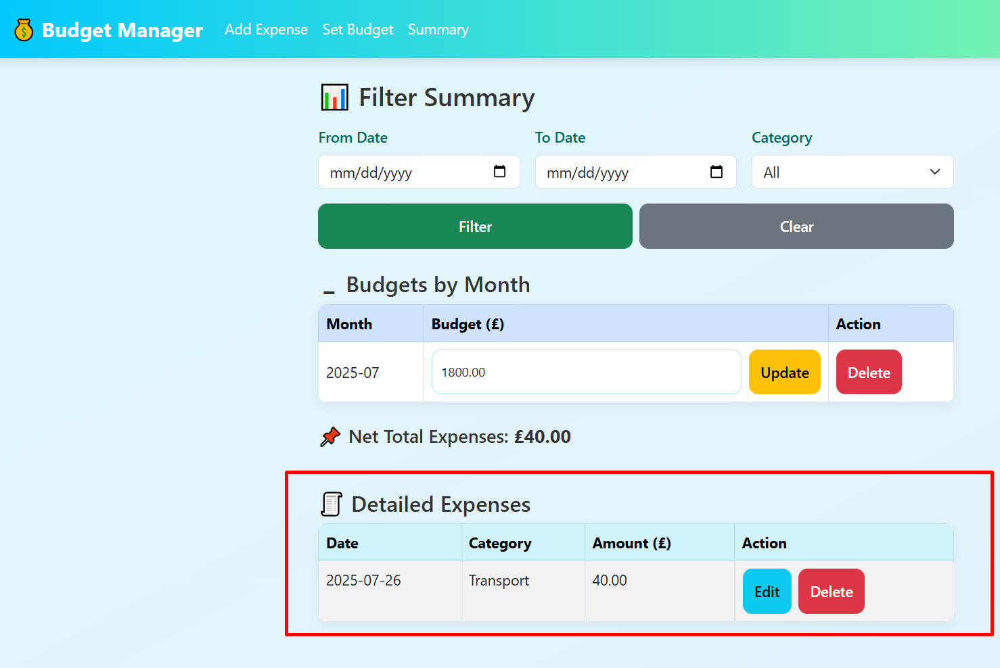 Budget Manager Add Expense Set Budget Summary
Filter Summary
From Date To Date Category
mm/dd/yyyy mm/dd/yyyy All
Filter Clear
Budgets by Month
Month Budget (£) Action
2025-07 1800.00 Update Delete
Net Total Expenses: £40.00
Detailed Expenses
Date Category Amount (£) Action
2025-07-26 Transport 40.00 Edit Delete